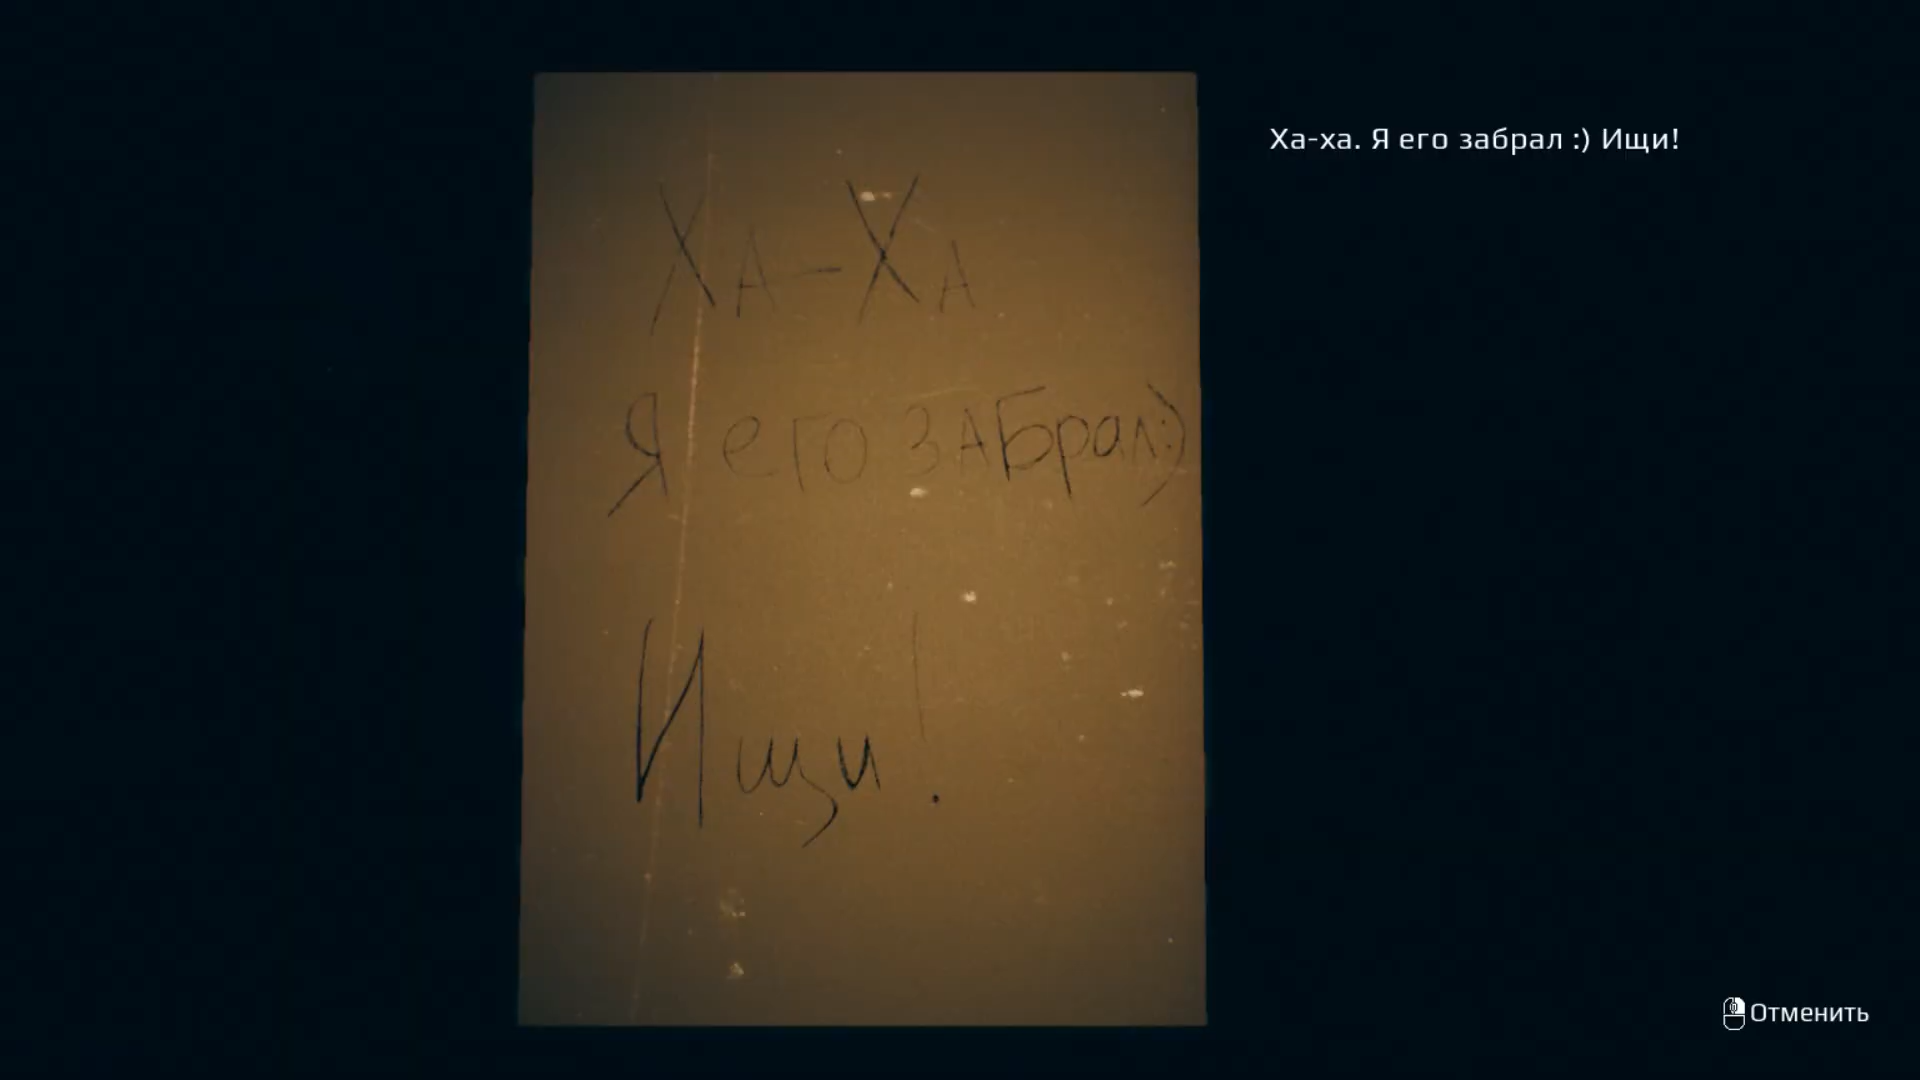 Ха-Ха
Я его забрал:)
Ищи!
Ха-ха. Я его забрал :) Ищи!
Отменить